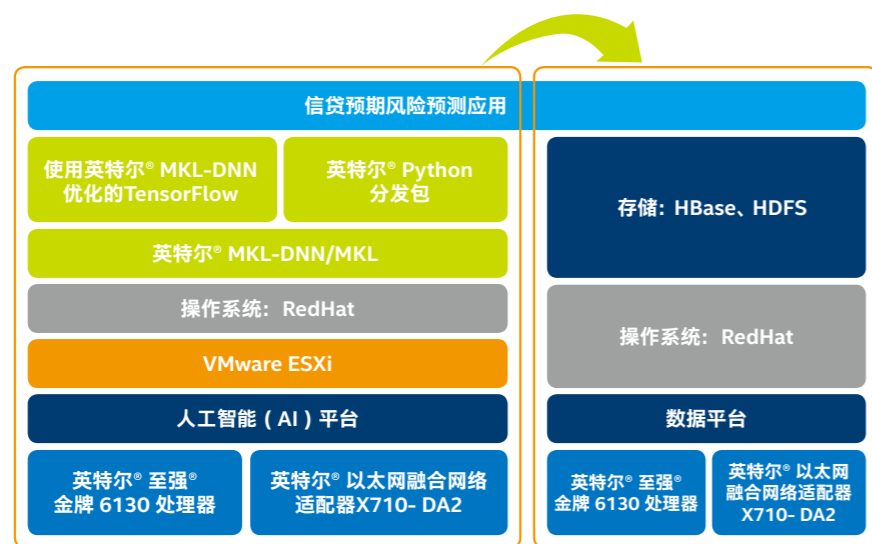 信贷预期风险预测应用
使用英特尔® MKL-DNN
优化的TensorFlow
英特尔® Python
分发包
英特尔® MKL-DNN/MKL
操作系统：RedHat
VMware ESXi
人工智能（AI）平台
英特尔® 至强®
金牌 6130 处理器
英特尔® 以太网融合网络
适配器X710- DA2
存储：HBase、HDFS
操作系统：RedHat
数据平台
英特尔® 至强®
金牌 6130 处理器
英特尔® 以太网
融合网络适配器
X710- DA2